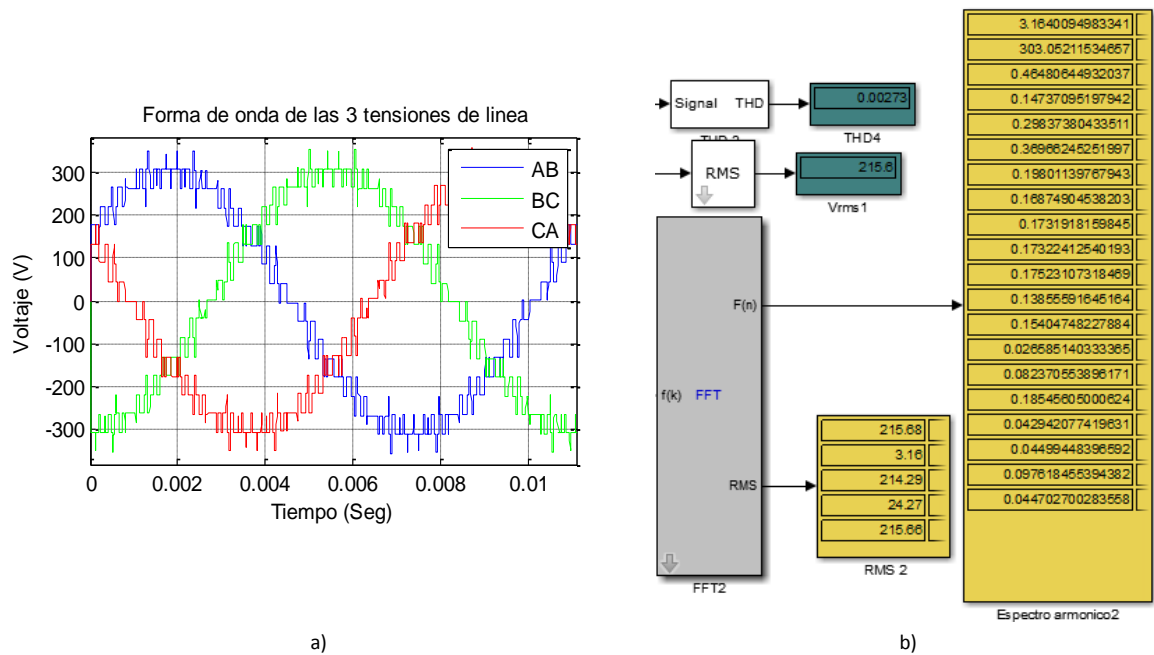 Forma de onda de las 3 tensiones de linea
Voltaje (V)
300
200
100
0
-100
-200
-300
0
0.002
0.004
0.006
0.008
0.01
Tiempo (Seg)
AB
BC
CA
a)
Signal THD
0.00273
THD4
RMS
215.6
Vrms1
f(k) FFT
F(n)
RMS
FFT2
215.68
3.16
214.29
24.27
215.66
RMS 2
3.1640094983341
303.05211534657
0.46480644932037
0.14737095197942
0.29837380433511
0.36966245251997
0.19801139767943
0.16874904538203
0.1731918159845
0.17322412540193
0.17523107318469
0.13855591645164
0.15404748227884
0.026585140333365
0.082370553896171
0.18545605000624
0.042942077419631
0.04499448396592
0.097618455394382
0.044702700283558
Espectro armonico2
b)